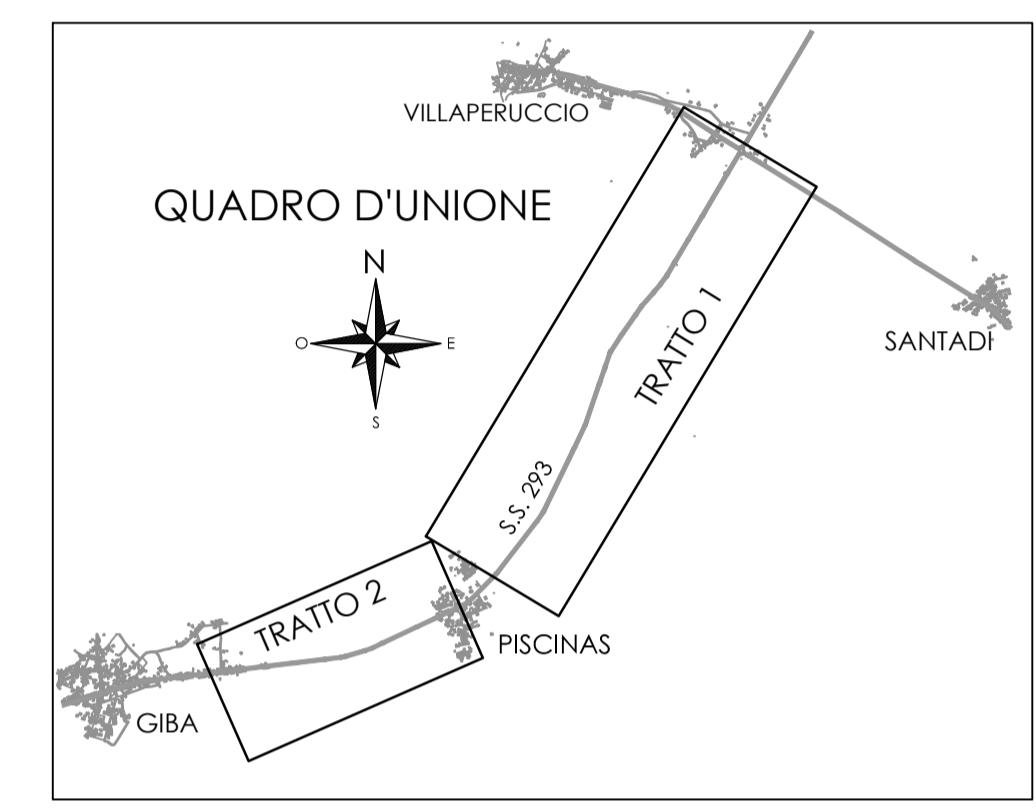 VILLAPERUCCIO
QUADRO D'UNIONE
N
O
E
S
SANTADI
TRATTO 1
S.S. 293
TRATTO 2
PISCINAS
GIBA